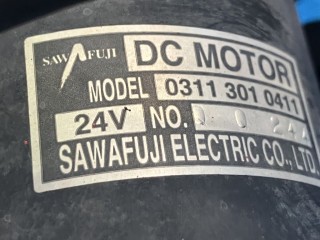 SAWAFUJI DC MOTOR
MODEL 0311 301 0411
24V NO.
SAWAFUJI ELECTRIC CO., LTD.